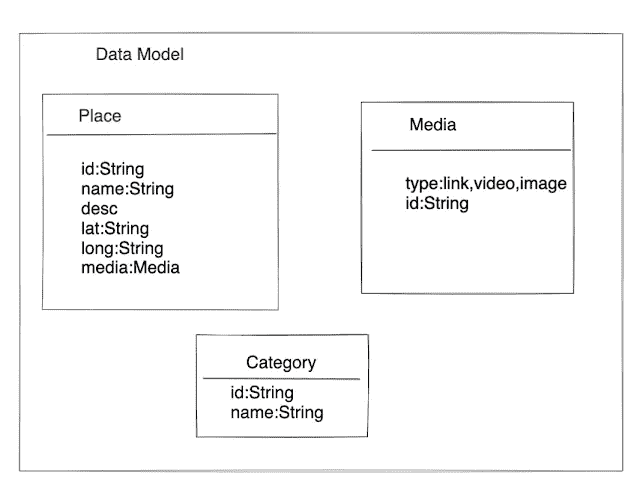 Data Model
Place
id:String
name:String
desc
lat:String
long:String
media:Media
Media
type:link,video,image
id:String
Category
id:String
name:String